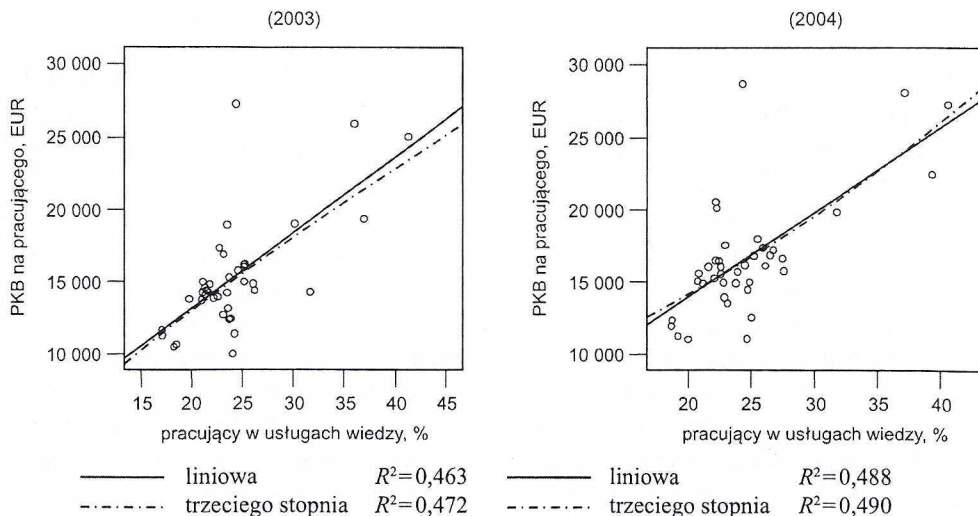 (2003)
PKB na pracującego, EUR
30 000
25 000
20 000
15 000
10 000
15 20 25 30 35 40 45
pracujący w usługach wiedzy, %
liniowa R²=0,463
trzeciego stopnia R²=0,472
(2004)
PKB na pracującego, EUR
30 000
25 000
20 000
15 000
10 000
20 25 30 35 40
pracujący w usługach wiedzy, %
liniowa R²=0,488
trzeciego stopnia R²=0,490